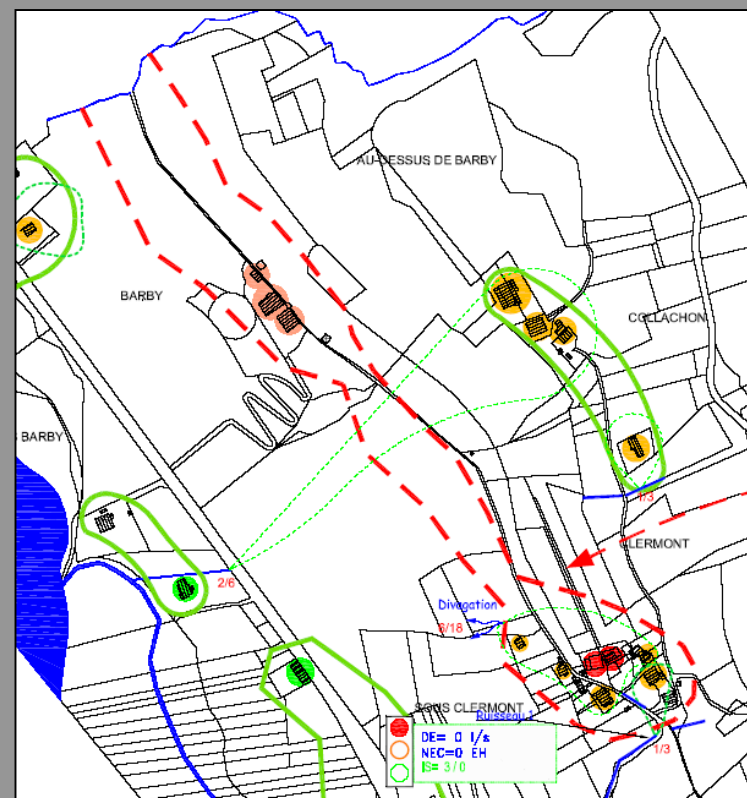 AU-DESSUS DE BARBY
BARBY
COLLACHON
S BARBY
1/3
CLERMONT
2/6
Divagation
6/18
SOUS CLERMONT
Ruisseau 1
DE= 0 l/s
NEC=0 EH
IS= 3/0
1/3